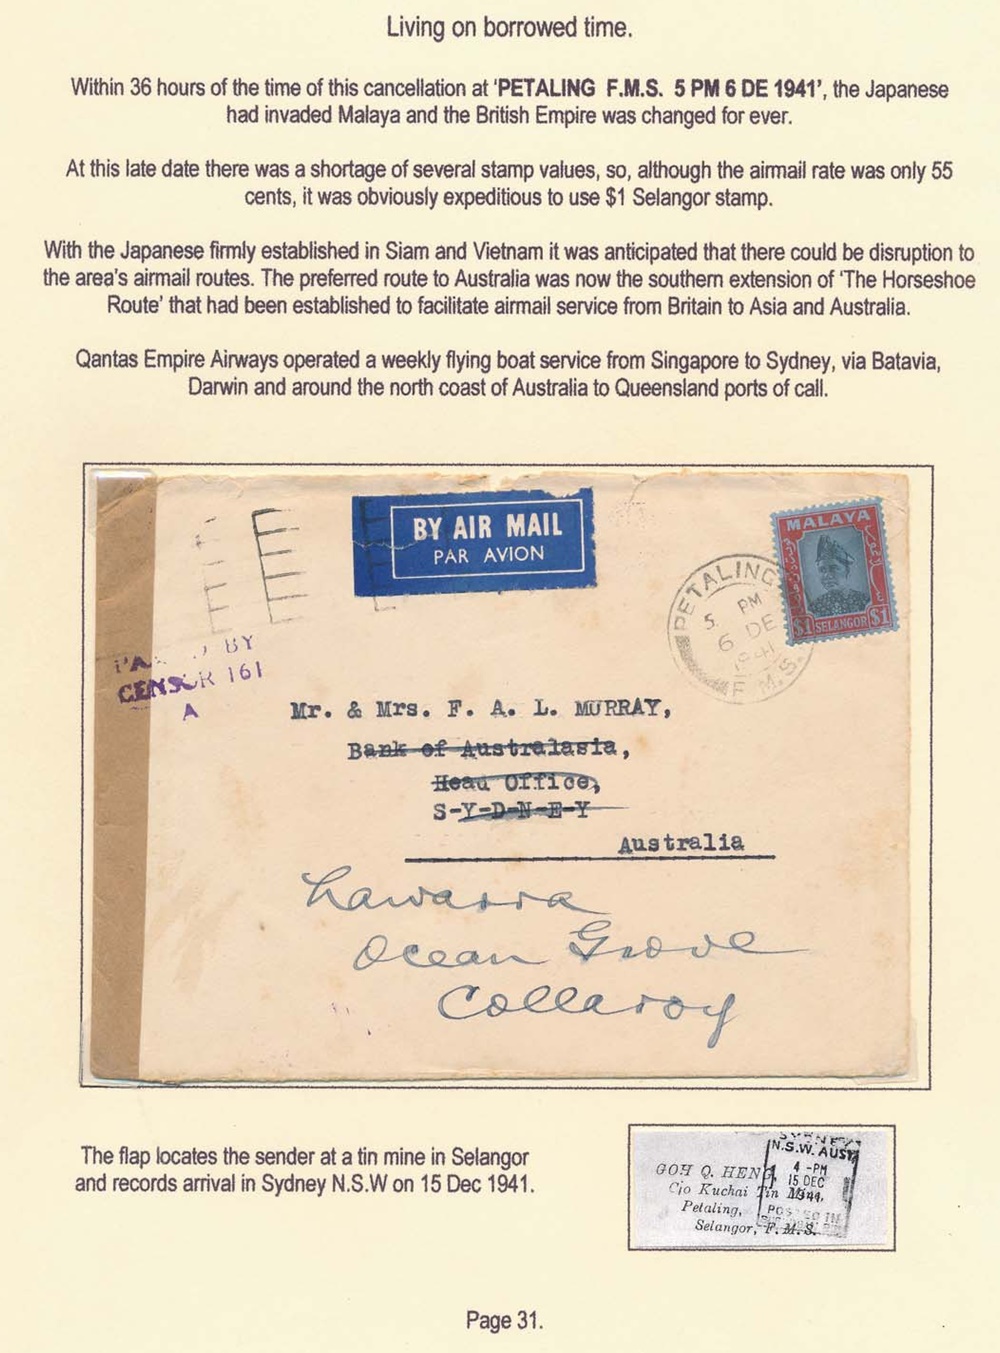 Living on borrowed time.
Within 36 hours of the time of this cancellation at 'PETALING F.M.S. 5 PM 6 DE 1941', the Japanese
had invaded Malaya and the British Empire was changed for ever.
At this late date there was a shortage of several stamp values, so, although the airmail rate was only 55
cents, it was obviously expeditious to use $1 Selangor stamp.
With the Japanese firmly established in Siam and Vietnam it was anticipated that there could be disruption to
the area's airmail routes. The preferred route to Australia was now the southern extension of 'The Horseshoe
Route' that had been established to facilitate airmail service from Britain to Asia and Australia.
Qantas Empire Airways operated a weekly flying boat service from Singapore to Sydney, via Batavia,
Darwin and around the north coast of Australia to Queensland ports of call.
BY AIR MAIL
PAR AVION
MALAYA
$1 SELANGOR $1
PETALING
5 PM
6 DE
1941
F.M.S.
BY
CENSOR 161
A
Mr. & Mrs. F. A. L. MURRAY,
Bank of Australasia,
Head Office,
S-Y-D-N-E-Y
Australia
Ocean Grove
Collaroy
The flap locates the sender at a tin mine in Selangor
and records arrival in Sydney N.S.W on 15 Dec 1941.
GOH Q. HENG
C/o Kuchai Tin Mine,
Petaling,
Selangor, F.M.S.
SYDNEY
N.S.W. AUST
4 -PM
15 DEC
1941
Page 31.